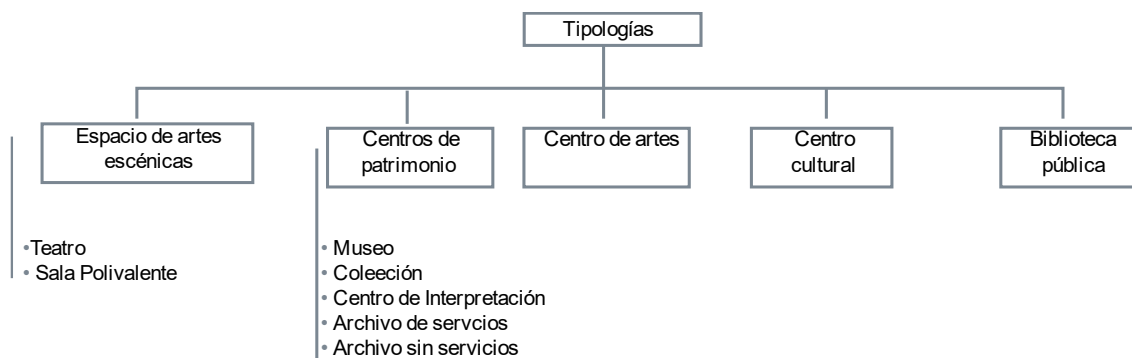 Tipologías
Espacio de artes
escénicas
Centros de
patrimonio
Centro de artes
Centro
cultural
Biblioteca
pública
•Teatro
• Sala Polivalente
• Museo
• Coleeción
• Centro de Interpretación
• Archivo de servcios
• Archivo sin servicios